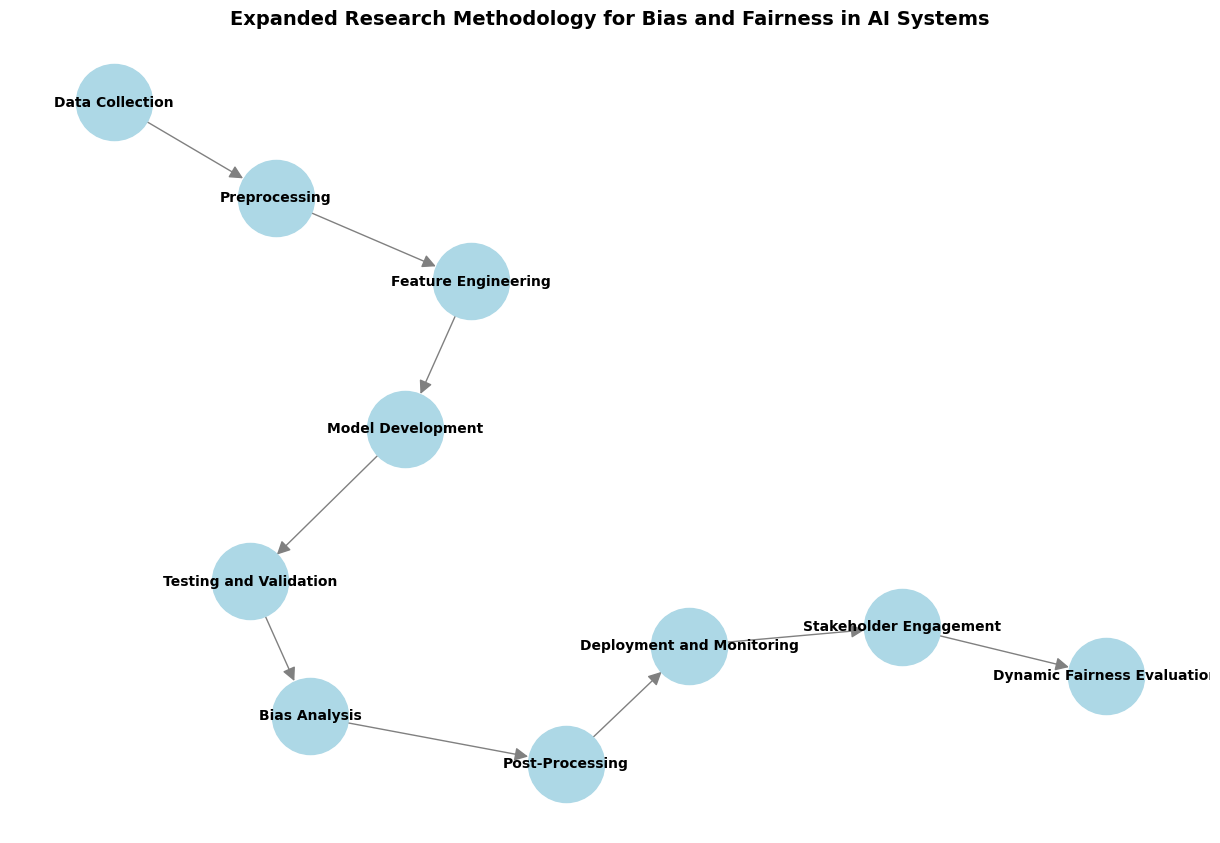 Expanded Research Methodology for Bias and Fairness in AI Systems
Data Collection
Preprocessing
Feature Engineering
Model Development
Testing and Validation
Bias Analysis
Post-Processing
Deployment and Monitoring
Stakeholder Engagement
Dynamic Fairness Evaluation